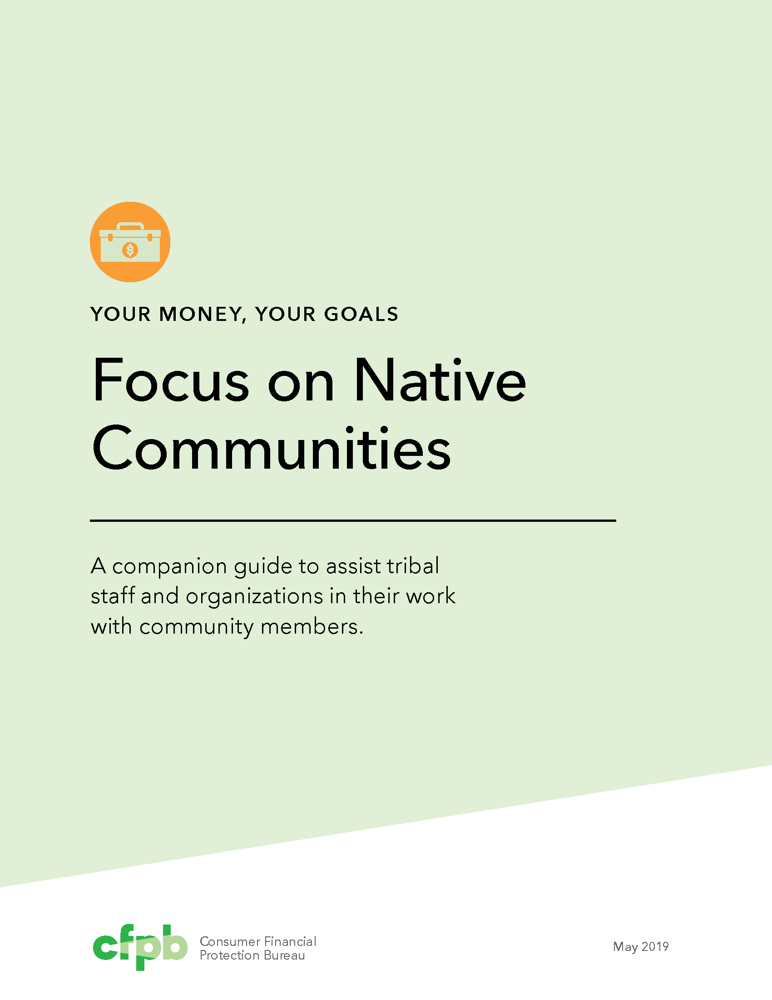 $
YOUR MONEY, YOUR GOALS
Focus on Native
Communities
A companion guide to assist tribal
staff and organizations in their work
with community members.
cfpb
Consumer Financial
Protection Bureau
May 2019